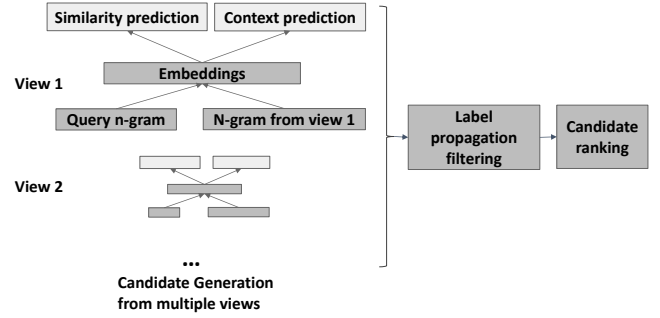 Similarity prediction
Context prediction
View 1
Embeddings
Query n-gram
N-gram from view 1
View 2
...
Candidate Generation
from multiple views
Label
propagation
filtering
Candidate
ranking